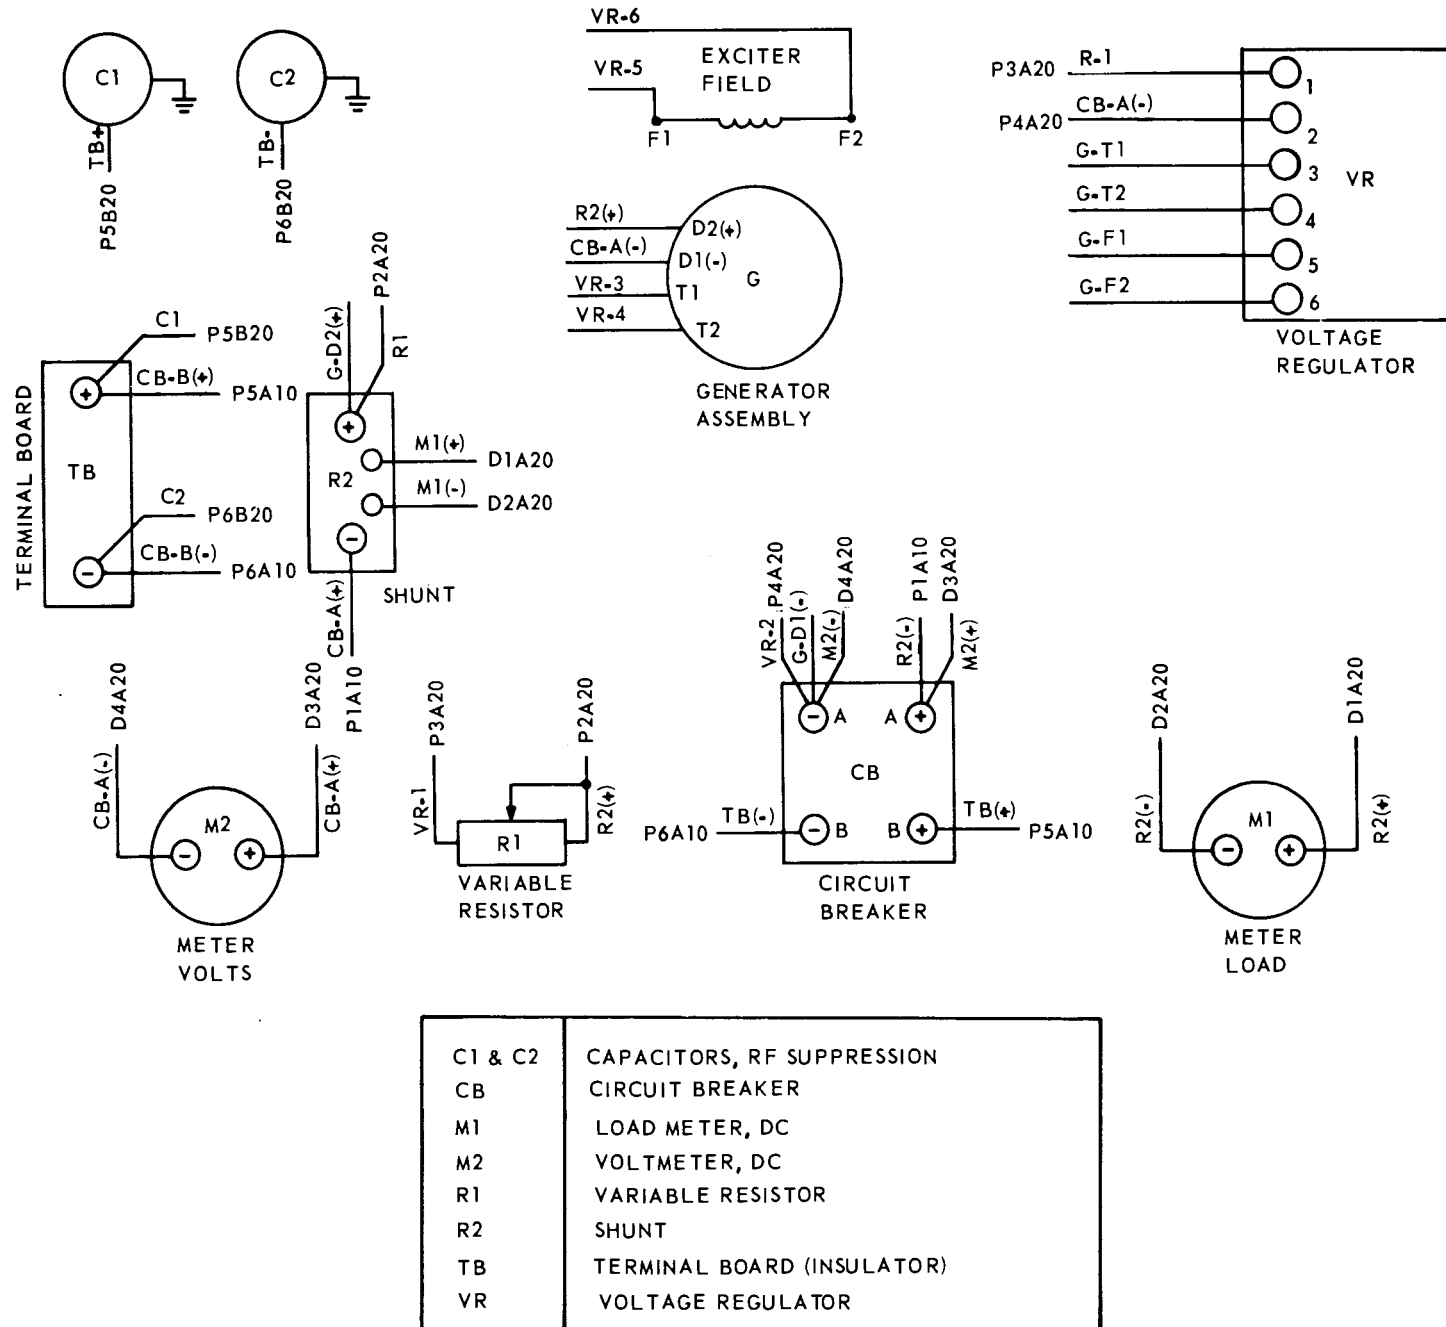 C1
TB+
P5B20
C2
TB-
P6B20
VR-6
VR-5
EXCITER
FIELD
F1
F2
P3A20
R-1
1
P4A20
CB-A(-)
2
G-T1
3
G-T2
4
G-F1
5
G-F2
6
VR
VOLTAGE
REGULATOR
R2(+)
D2(+)
CB-A(-)
D1(-)
G
VR-3
T1
VR-4
T2
GENERATOR
ASSEMBLY
TERMINAL BOARD
TB
+
C1
P5B20
CB-B(+)
P5A10
-
C2
P6B20
CB-B(-)
P6A10
G-D2(+)
P2A20
R1
+
M1(+)
D1A20
R2
M1(-)
D2A20
-
SHUNT
CB-A(+)
P1A10
D4A20
CB-A(-)
D3A20
CB-A(+)
M2
- +
METER
VOLTS
P3A20
VR-1
P2A20
R2(+)
R1
VARIABLE
RESISTOR
VR-2
P4A20
G-D1(-)
M2(-)
D4A20
R2(-)
P1A10
M2(+)
D3A20
- A A +
CB
P6A10
TB(-)
- B B +
TB(+)
P5A10
CIRCUIT
BREAKER
D2A20
R2(-)
D1A20
R2(+)
M1
- +
METER
LOAD
C1 & C2 CAPACITORS, RF SUPPRESSION
CB CIRCUIT BREAKER
M1 LOAD METER, DC
M2 VOLTMETER, DC
R1 VARIABLE RESISTOR
R2 SHUNT
TB TERMINAL BOARD (INSULATOR)
VR VOLTAGE REGULATOR